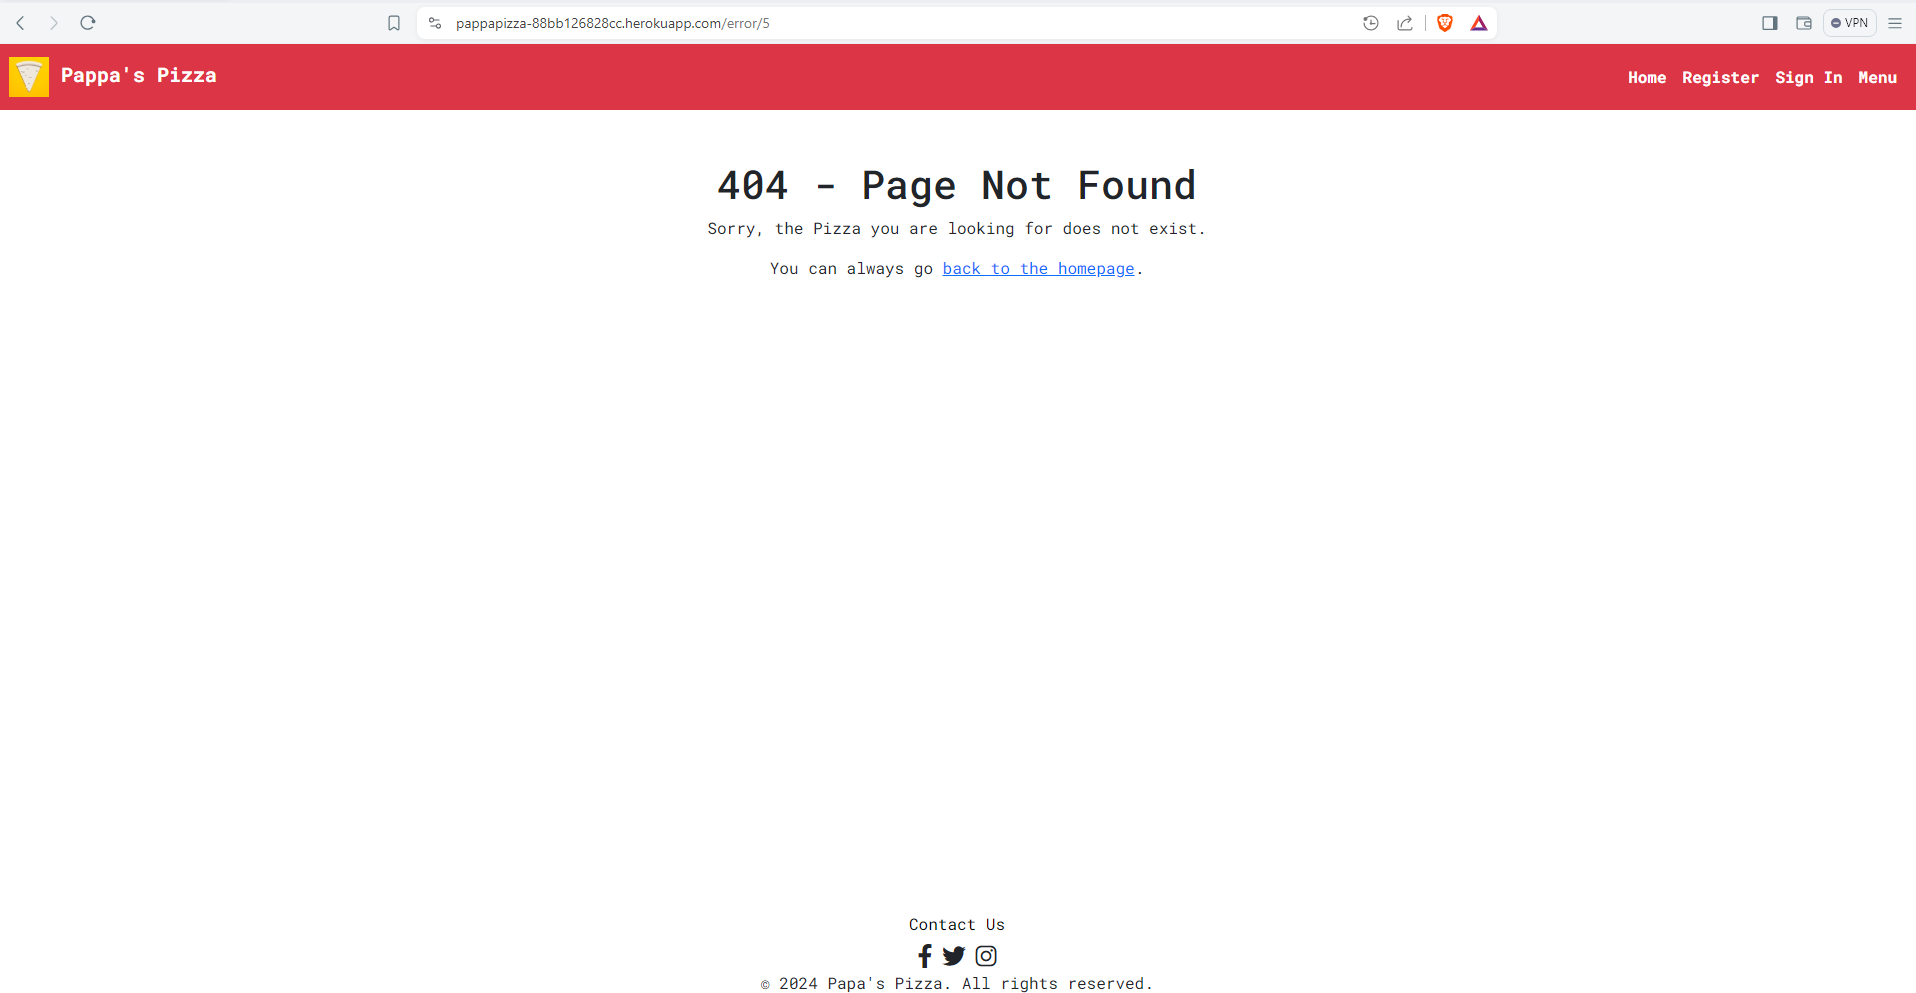 pappapizza-88bb126828cc.herokuapp.com/error/5
VPN
Pappa's Pizza
Home Register Sign In Menu
404 - Page Not Found
Sorry, the Pizza you are looking for does not exist.
You can always go back to the homepage.
Contact Us
© 2024 Papa's Pizza. All rights reserved.